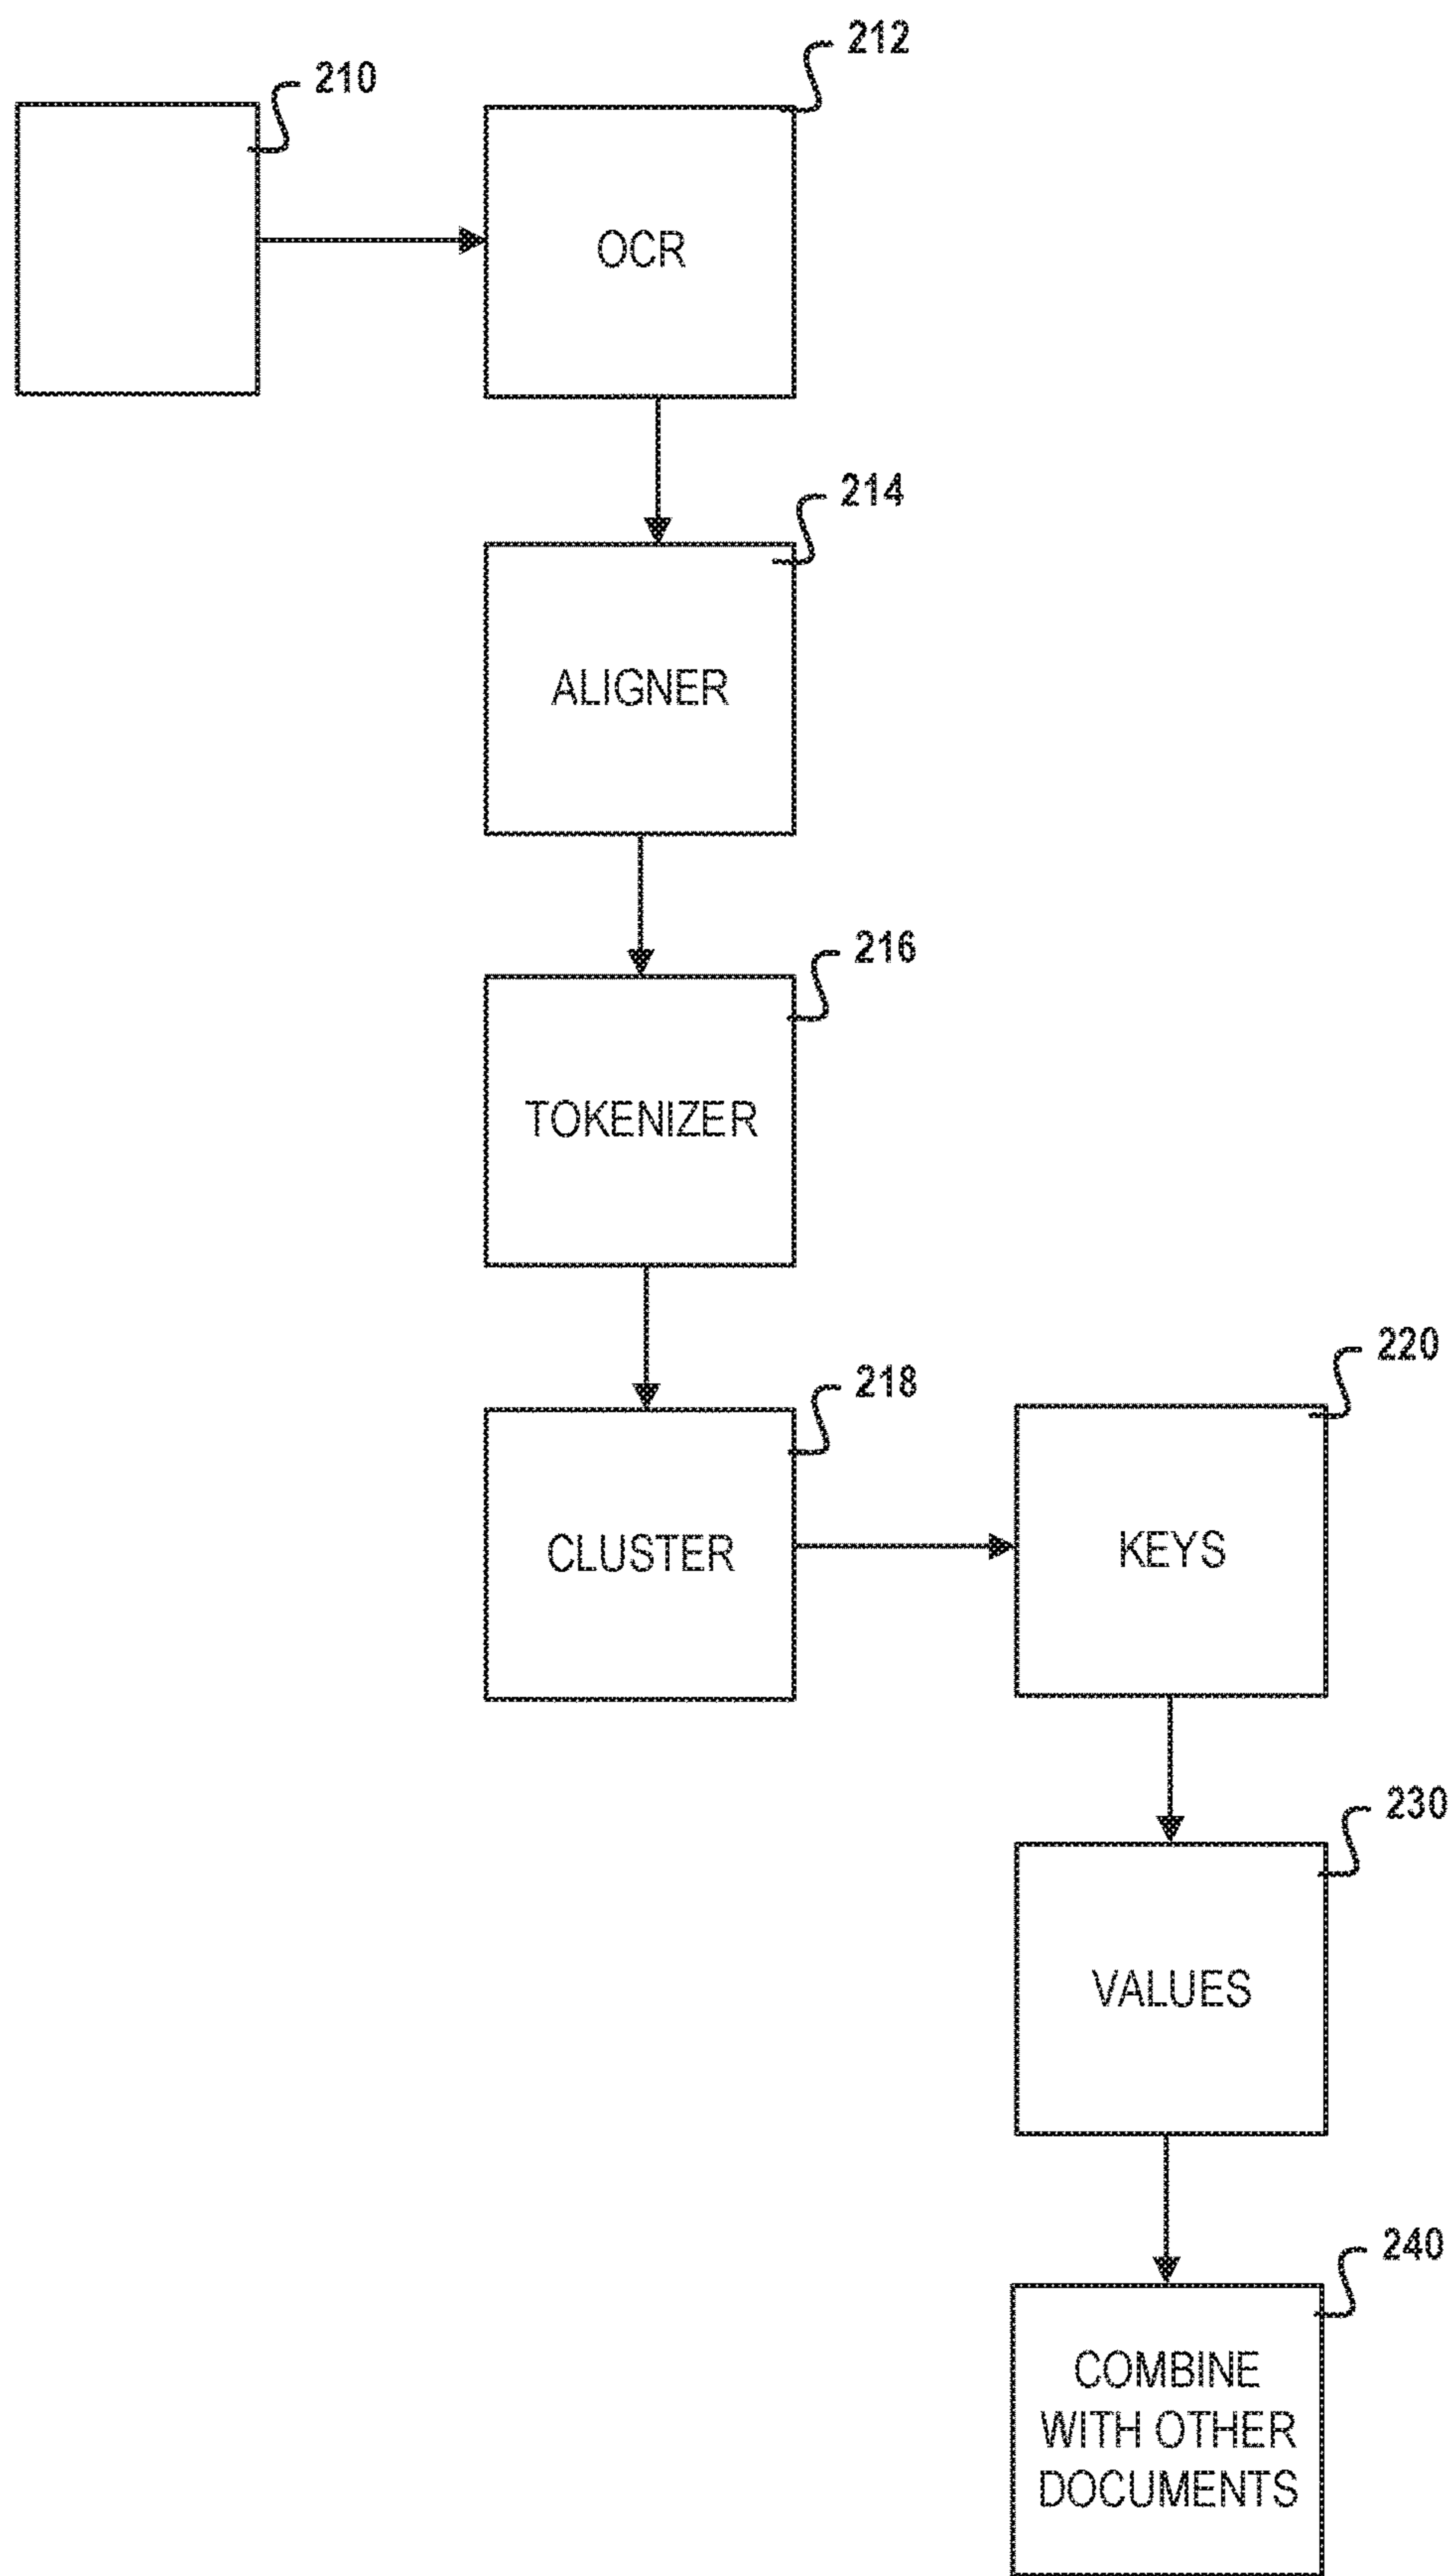 210
212
OCR
214
ALIGNER
216
TOKENIZER
218
CLUSTER
220
KEYS
230
VALUES
240
COMBINE
WITH OTHER
DOCUMENTS